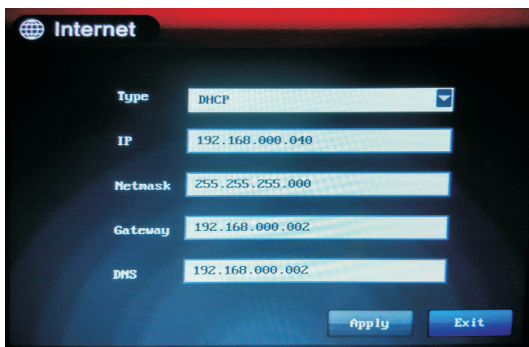 Internet
Type DHCP
IP 192.168.000.040
Netmask 255.255.255.000
Gateway 192.168.000.002
DNS 192.168.000.002
Apply Exit